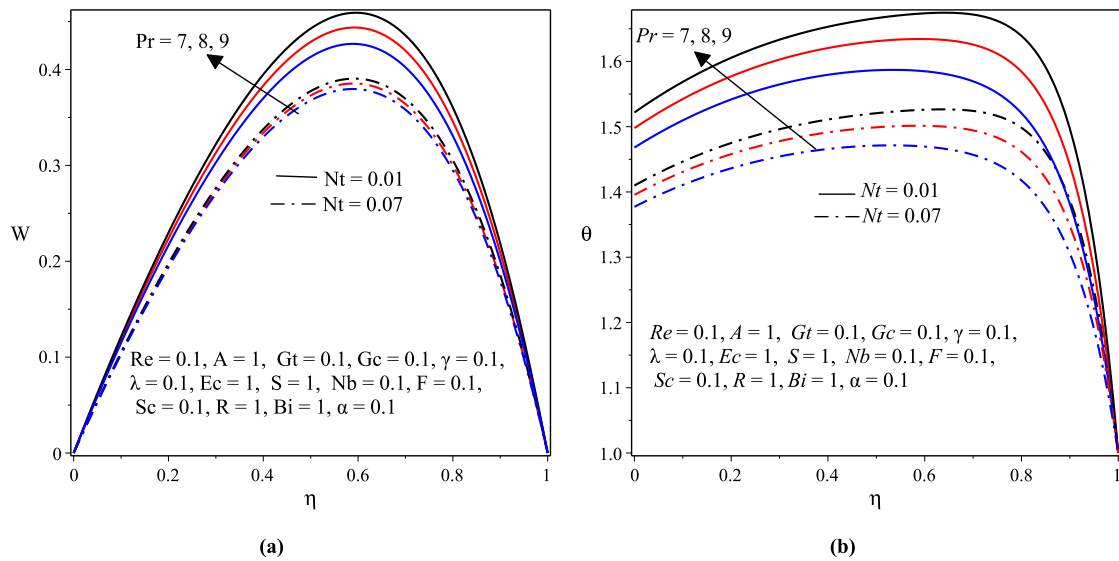 Pr = 7, 8, 9
0.4
0.3
W
0.2
0.1
0
Nt = 0.01
Nt = 0.07
Re = 0.1, A = 1, Gt = 0.1, Gc = 0.1, γ = 0.1,
λ = 0.1, Ec = 1, S = 1, Nb = 0.1, F = 0.1,
Sc = 0.1, R = 1, Bi = 1, α = 0.1
0 0.2 0.4 0.6 0.8 1
η
(a)
Pr = 7, 8, 9
1.6
1.5
1.4
θ
1.3
1.2
1.1
1.0
Nt = 0.01
Nt = 0.07
Re = 0.1, A = 1, Gt = 0.1, Gc = 0.1, γ = 0.1,
λ = 0.1, Ec = 1, S = 1, Nb = 0.1, F = 0.1,
Sc = 0.1, R = 1, Bi = 1, α = 0.1
0 0.2 0.4 0.6 0.8 1
η
(b)